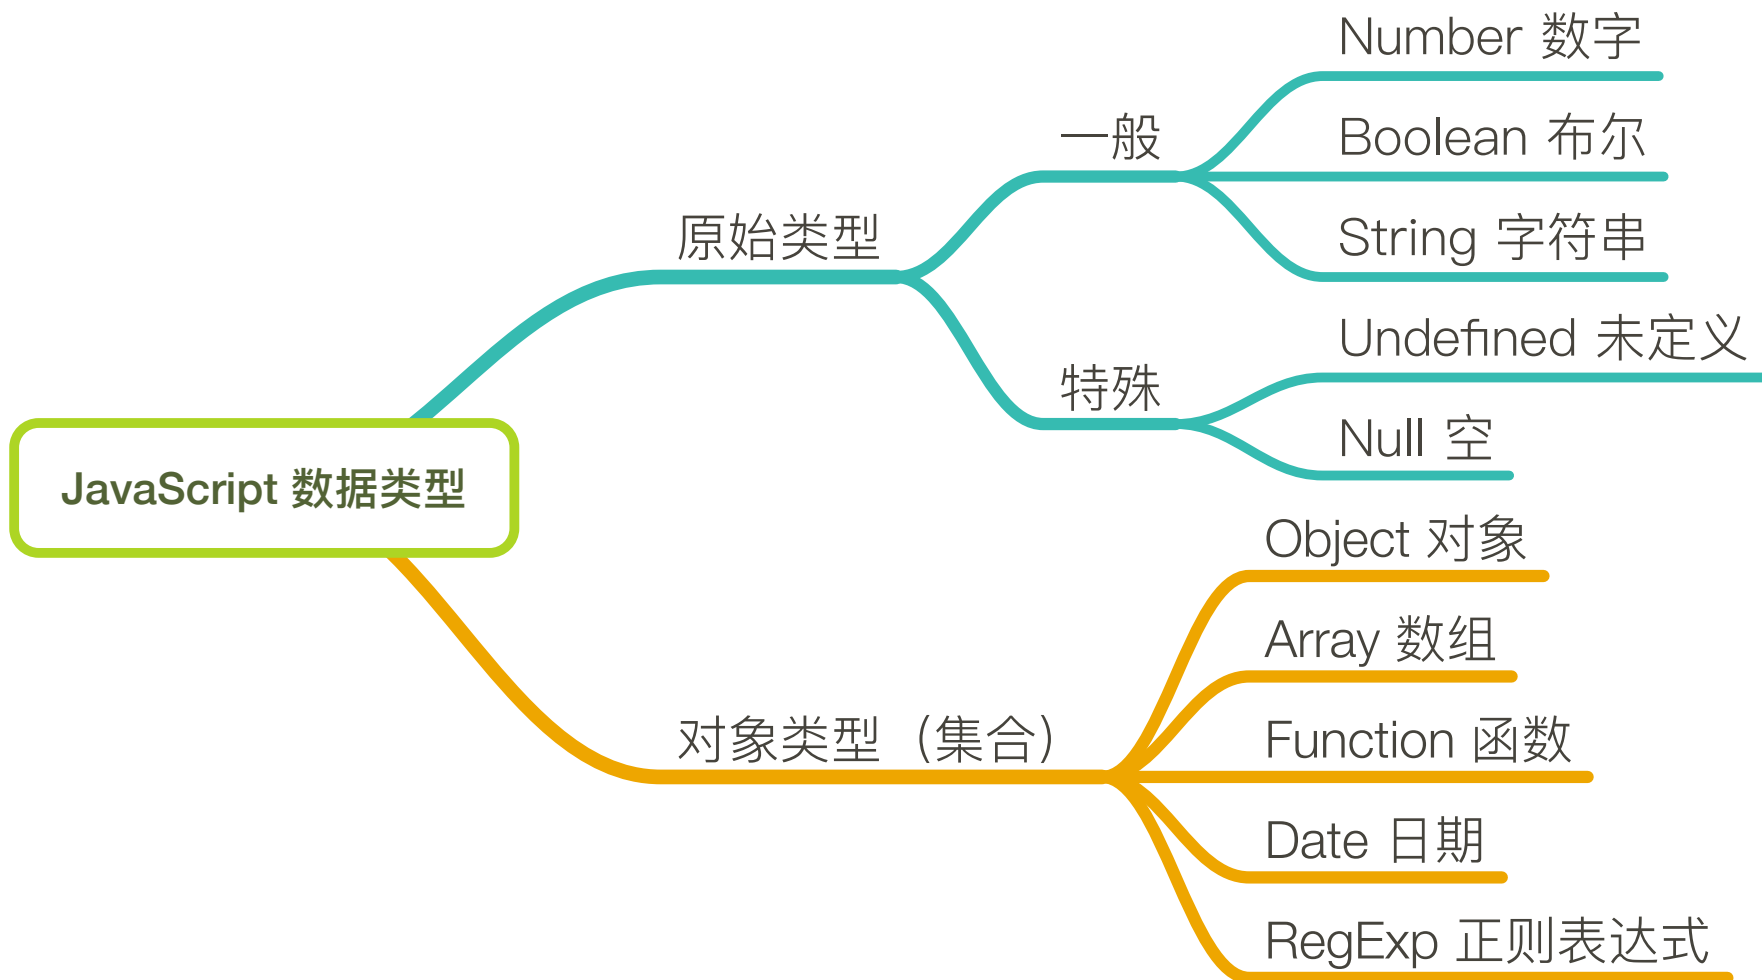 Number 数字
一般
Boolean 布尔
原始类型
String 字符串
Undefined 未定义
特殊
Null 空
JavaScript 数据类型
Object 对象
Array 数组
对象类型（集合）
Function 函数
Date 日期
RegExp 正则表达式